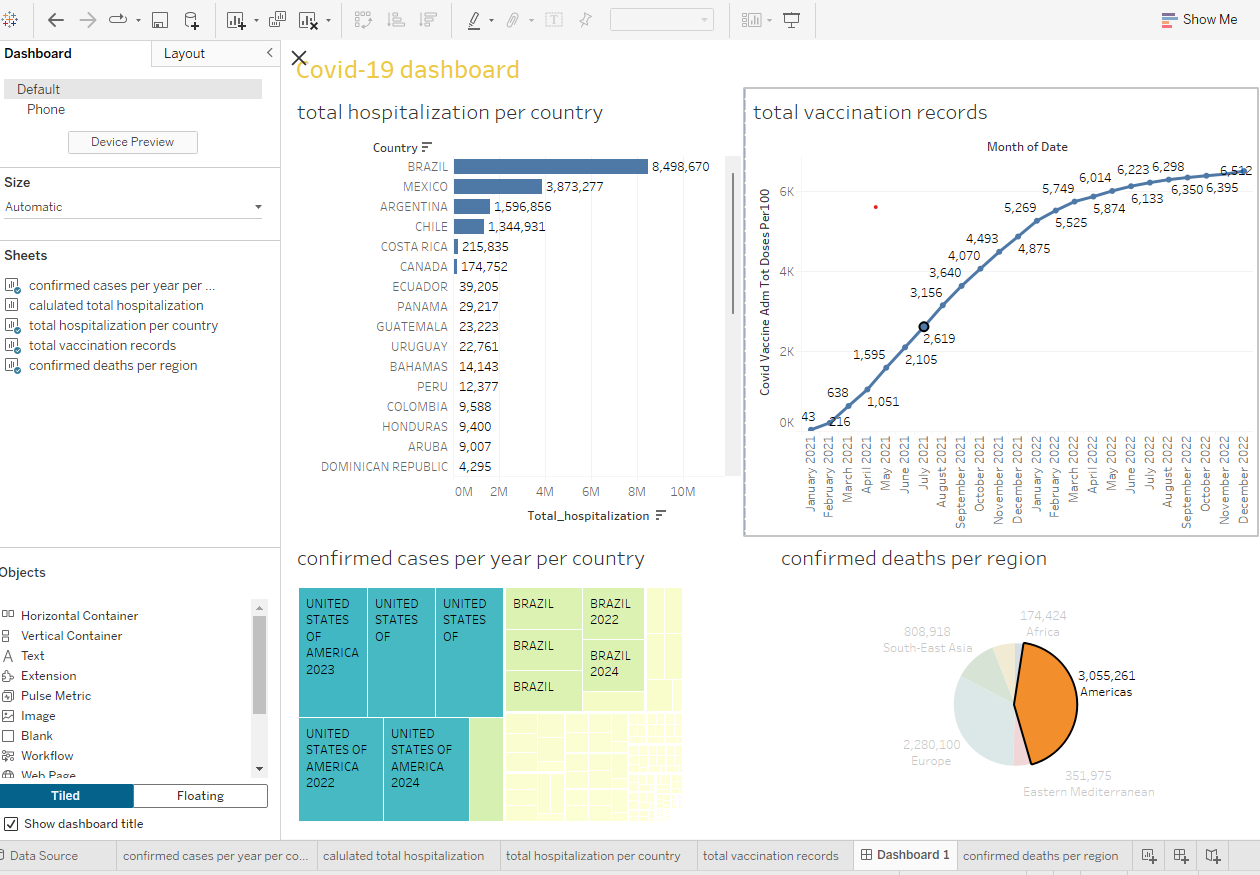 Show Me
Dashboard
Layout
Default
Phone
Device Preview
Size
Automatic
Sheets
confirmed cases per year per ...
calulated total hospitalization
total hospitalization per country
total vaccination records
confirmed deaths per region
Objects
Horizontal Container
Vertical Container
Text
Extension
Pulse Metric
Image
Blank
Workflow
Web Page
Tiled
Floating
Show dashboard title
Covid-19 dashboard
total hospitalization per country
Country
BRAZIL 8,498,670
MEXICO 3,873,277
ARGENTINA 1,596,856
CHILE 1,344,931
COSTA RICA 215,835
CANADA 174,752
ECUADOR 39,205
PANAMA 29,217
GUATEMALA 23,223
URUGUAY 22,761
BAHAMAS 14,143
PERU 12,377
COLOMBIA 9,588
HONDURAS 9,400
ARUBA 9,007
DOMINICAN REPUBLIC 4,295
0M 2M 4M 6M 8M 10M
Total_hospitalization
total vaccination records
Month of Date
Covid Vaccine Adm Tot Doses Per100
6K
4K
2K
0K
43
216
638
1,051
1,595
2,105
2,619
3,156
3,640
4,070
4,493
4,875
5,269
5,525
5,749
5,874
6,014
6,133
6,223
6,298
6,350
6,395
6,512
January 2021
February 2021
March 2021
April 2021
May 2021
June 2021
July 2021
August 2021
September 2021
October 2021
November 2021
December 2021
January 2022
February 2022
March 2022
April 2022
May 2022
June 2022
July 2022
August 2022
September 2022
October 2022
November 2022
December 2022
confirmed cases per year per country
UNITED
STATES
OF
AMERICA
2023
UNITED
STATES
OF
UNITED
STATES
OF
UNITED
STATES OF
AMERICA
2022
UNITED
STATES OF
AMERICA
2024
BRAZIL
BRAZIL
BRAZIL
BRAZIL
2022
BRAZIL
2024
confirmed deaths per region
174,424
Africa
808,918
South-East Asia
3,055,261
Americas
2,280,100
Europe
351,975
Eastern Mediterranean
Data Source
confirmed cases per year per co...
calulated total hospitalization
total hospitalization per country
total vaccination records
Dashboard 1
confirmed deaths per region